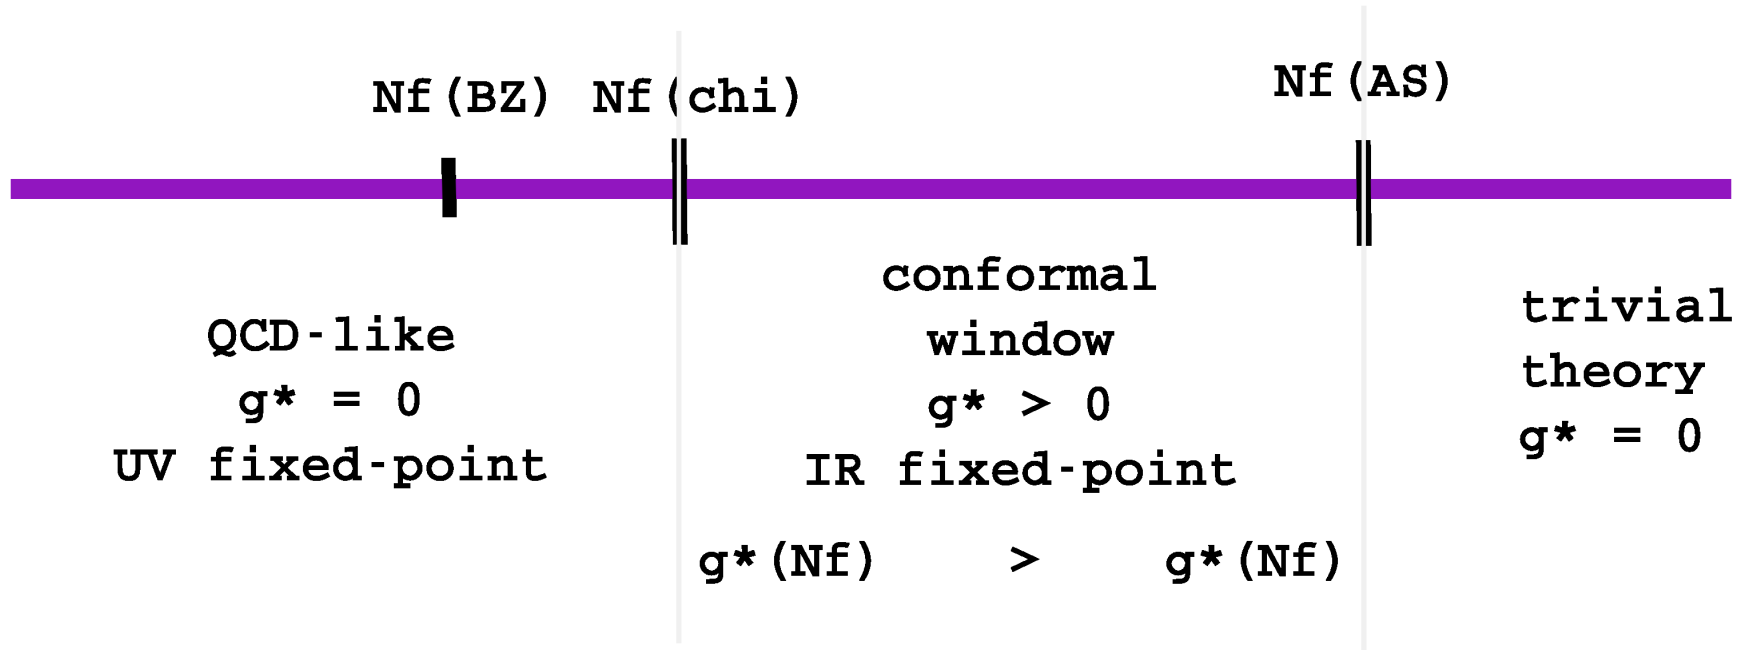 Nf(BZ) Nf(chi) Nf(AS)
QCD-like
g* = 0
UV fixed-point
conformal
window
g* > 0
IR fixed-point
g*(Nf) > g*(Nf)
trivial
theory
g* = 0